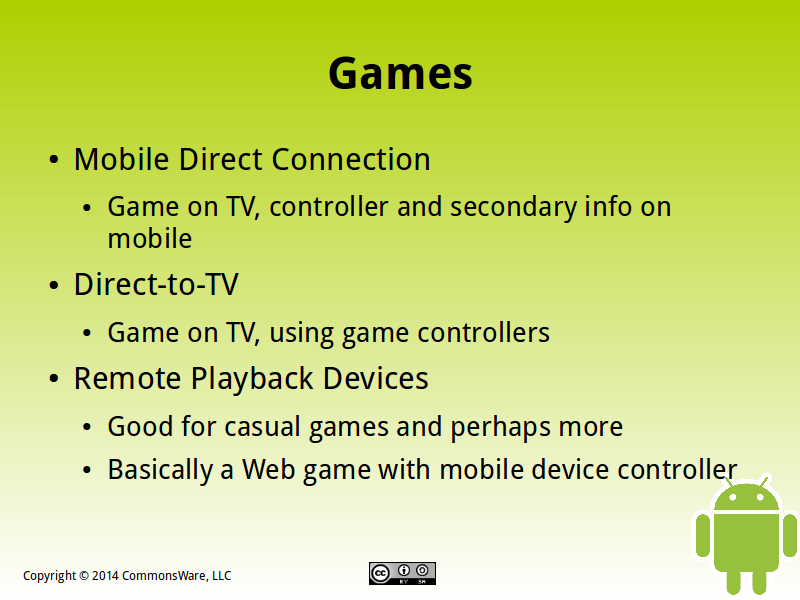 Games
• Mobile Direct Connection
• Game on TV, controller and secondary info on
mobile
• Direct-to-TV
• Game on TV, using game controllers
• Remote Playback Devices
• Good for casual games and perhaps more
• Basically a Web game with mobile device controller
Copyright © 2014 CommonsWare, LLC
cc BY SA